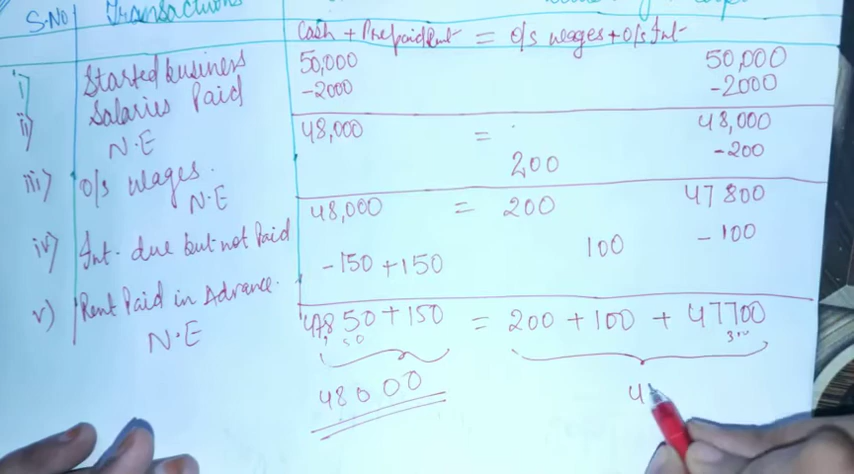 S.NO Transactions
Cash + Prepaid Rent = O/s wages + O/s Int
i) Started business 50,000 50,000
ii) Salaries Paid -2000 -2000
N.E 48,000 = 48,000
200 -200
iii) O/s wages.
N.E 48,000 = 200 47800
iv) Int. due but not Paid 100 -100
-150 +150
v) Rent Paid in Advance.
N.E 47850 + 150 = 200 + 100 + 47700
48000 4